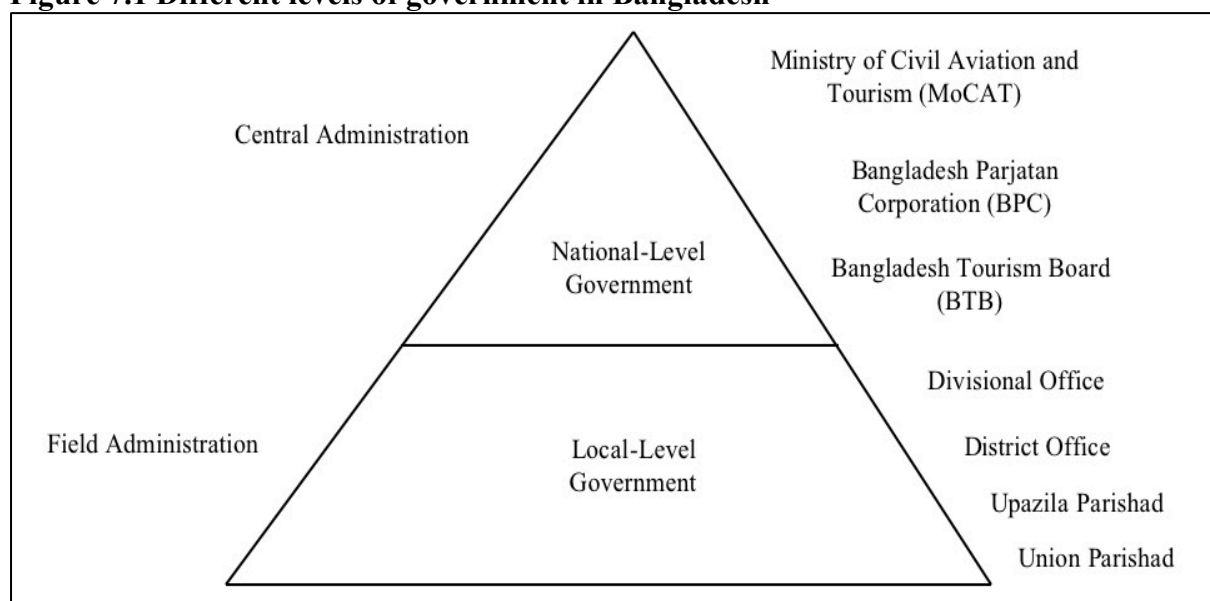 Figure 7.1 Different levels of government in Bangladesh
Ministry of Civil Aviation and
Tourism (MoCAT)
Central Administration
Bangladesh Parjatan
Corporation (BPC)
National-Level
Government
Bangladesh Tourism Board
(BTB)
Divisional Office
Field Administration
Local-Level
Government
District Office
Upazila Parishad
Union Parishad